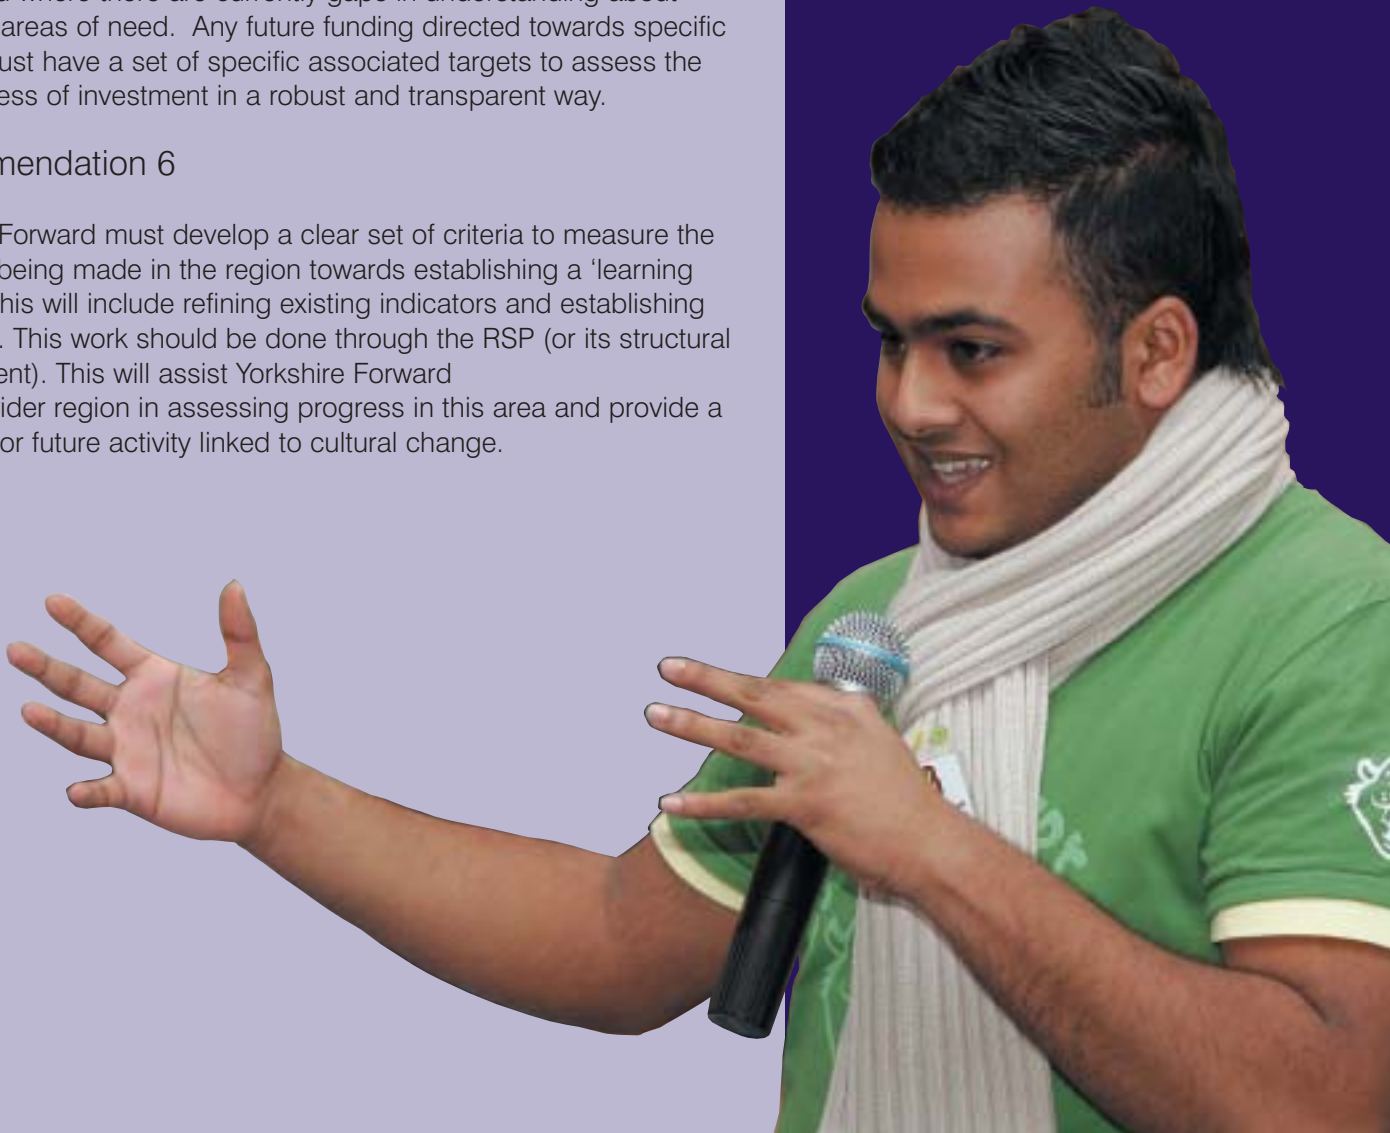 areas of need.  Any future funding directed towards specific
have a set of specific associated targets to assess the
of investment in a robust and transparent way.
mendation 6
Forward must develop a clear set of criteria to measure the
being made in the region towards establishing a ‘learning
his will include refining existing indicators and establishing
. This work should be done through the RSP (or its structural
ent). This will assist Yorkshire Forward
ider region in assessing progress in this area and provide a
or future activity linked to cultural change.